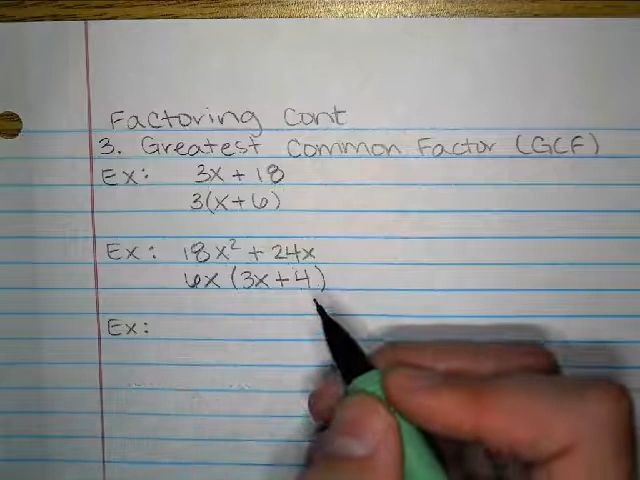 Factoring Cont
3. Greatest Common Factor (GCF)
Ex: 3x + 18
3(x+6)
Ex: 18x² + 24x
6x (3x+4)
Ex: